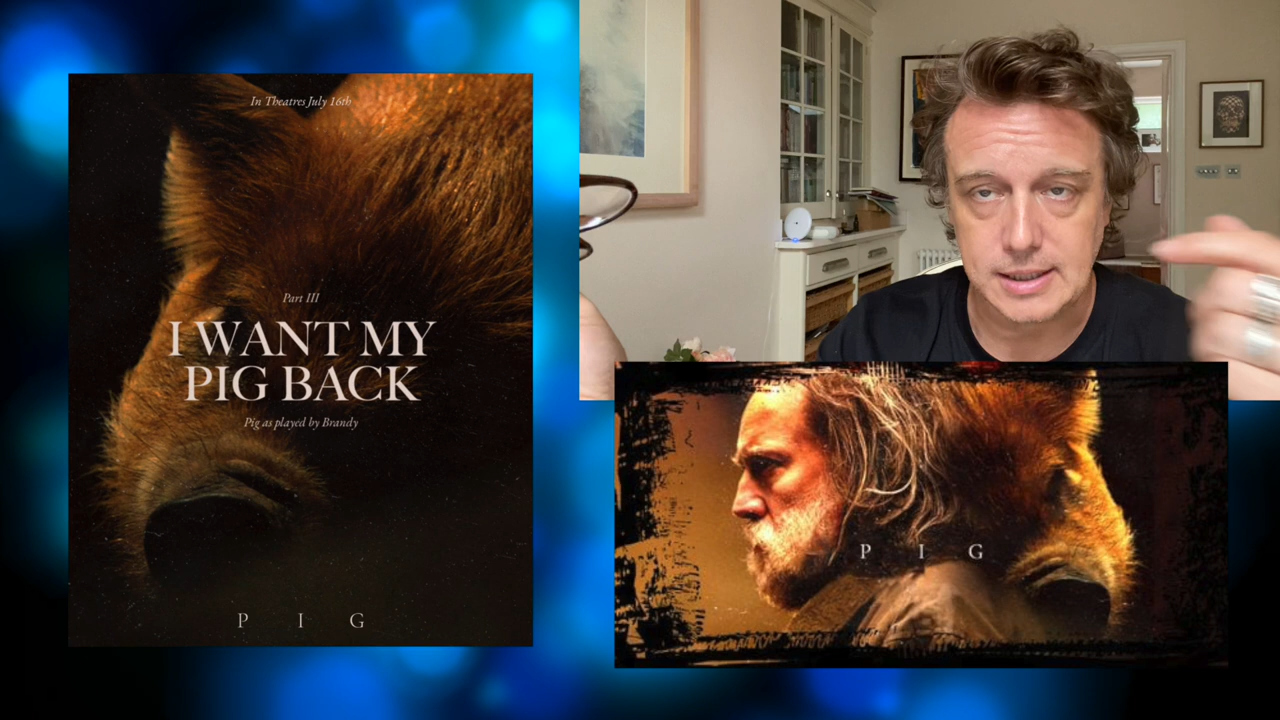 In Theatres July 16th
Part III
I WANT MY
PIG BACK
Pig as played by Brandy
P I G
P I G